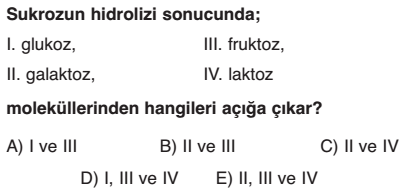 Sukrozun hidrolizi sonucunda;
I. glukoz, III. fruktoz,
II. galaktoz, IV. laktoz
moleküllerinden hangileri açığa çıkar?
A) I ve III B) II ve III C) II ve IV
D) I, III ve IV E) II, III ve IV